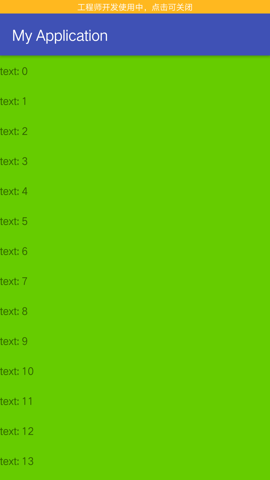 工程师开发使用中，点击可关闭
My Application
text: 0
text: 1
text: 2
text: 3
text: 4
text: 5
text: 6
text: 7
text: 8
text: 9
text: 10
text: 11
text: 12
text: 13